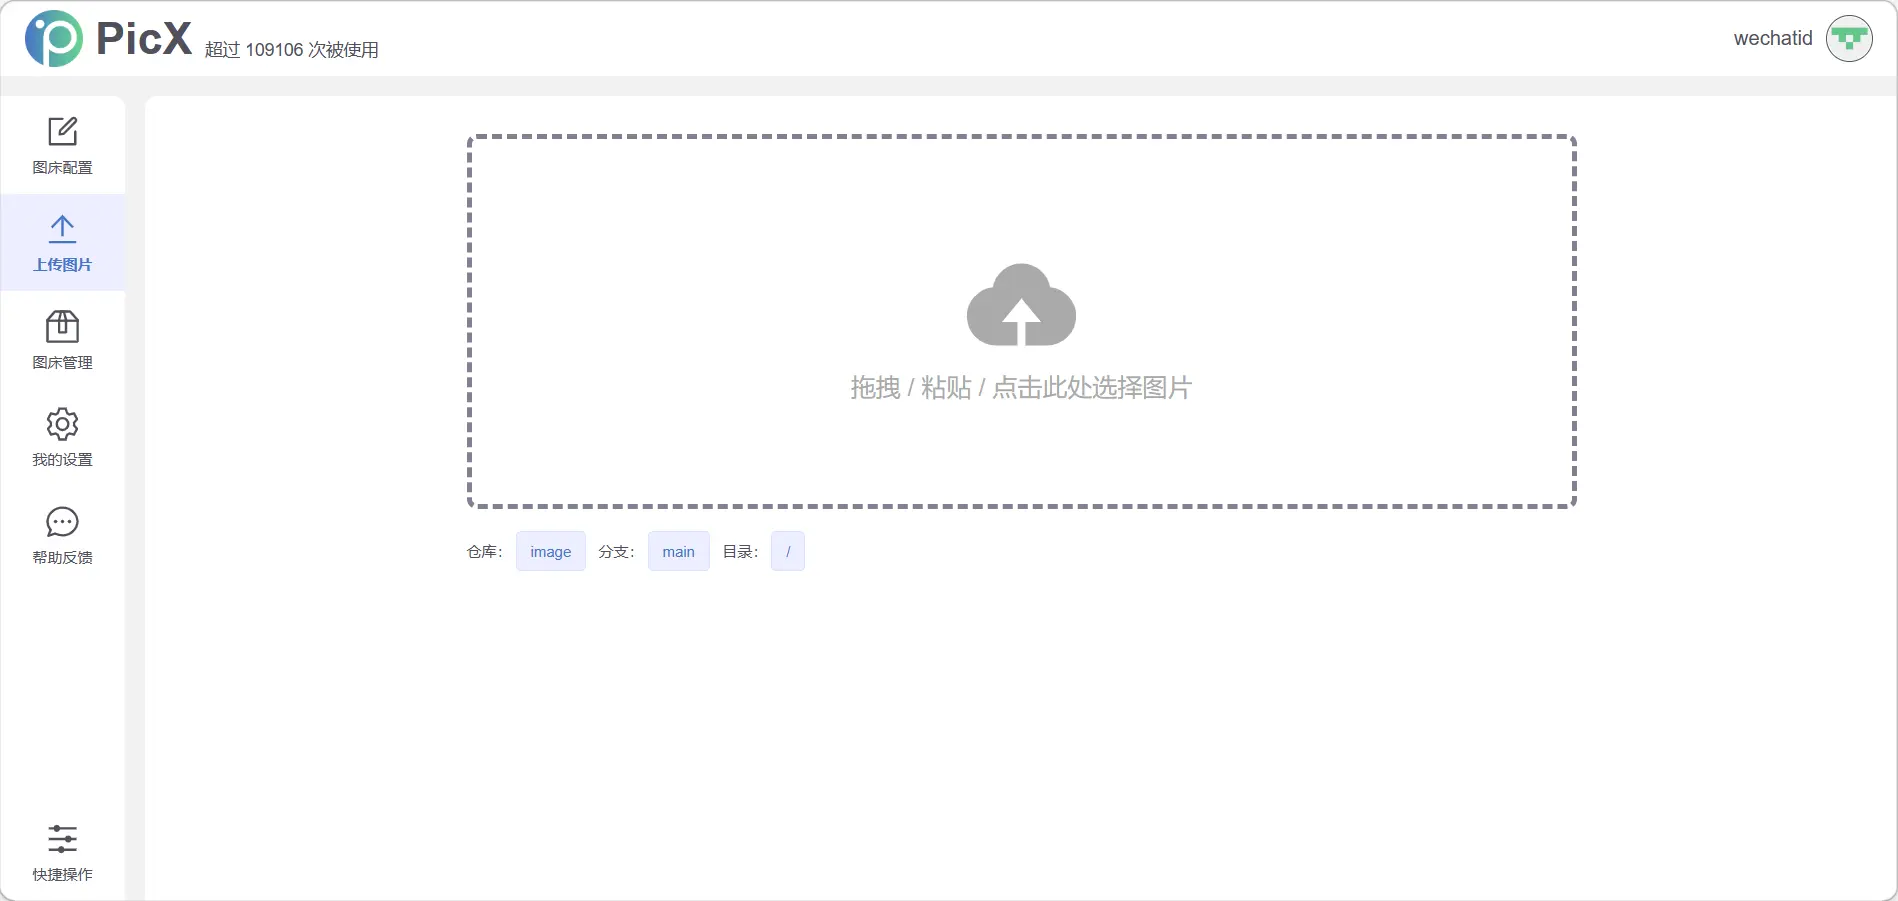 PicX 超过 109106 次被使用
wechatid
图床配置
上传图片
图床管理
我的设置
帮助反馈
快捷操作
拖拽 / 粘贴 / 点击此处选择图片
仓库： image 分支： main 目录： /